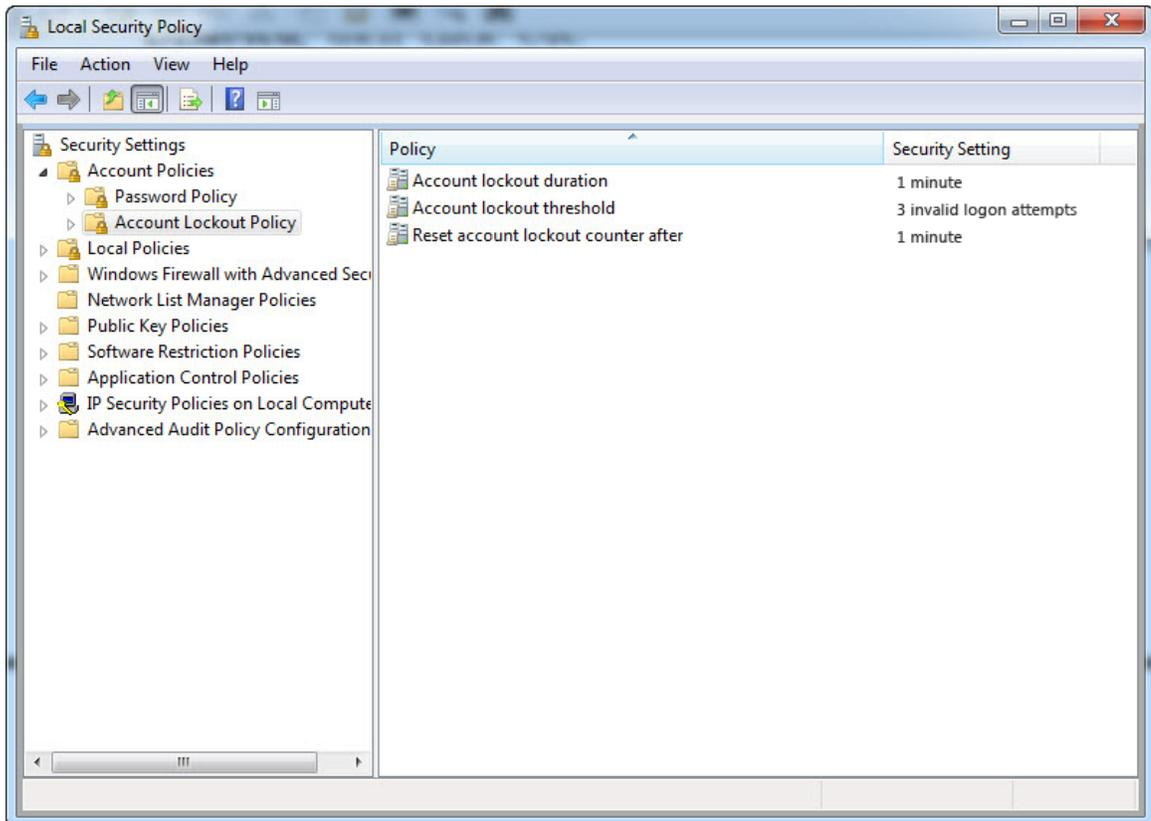 Local Security Policy
File Action View Help
Security Settings
Account Policies
Password Policy
Account Lockout Policy
Local Policies
Windows Firewall with Advanced Secu
Network List Manager Policies
Public Key Policies
Software Restriction Policies
Application Control Policies
IP Security Policies on Local Compute
Advanced Audit Policy Configuration
Policy Security Setting
Account lockout duration 1 minute
Account lockout threshold 3 invalid logon attempts
Reset account lockout counter after 1 minute